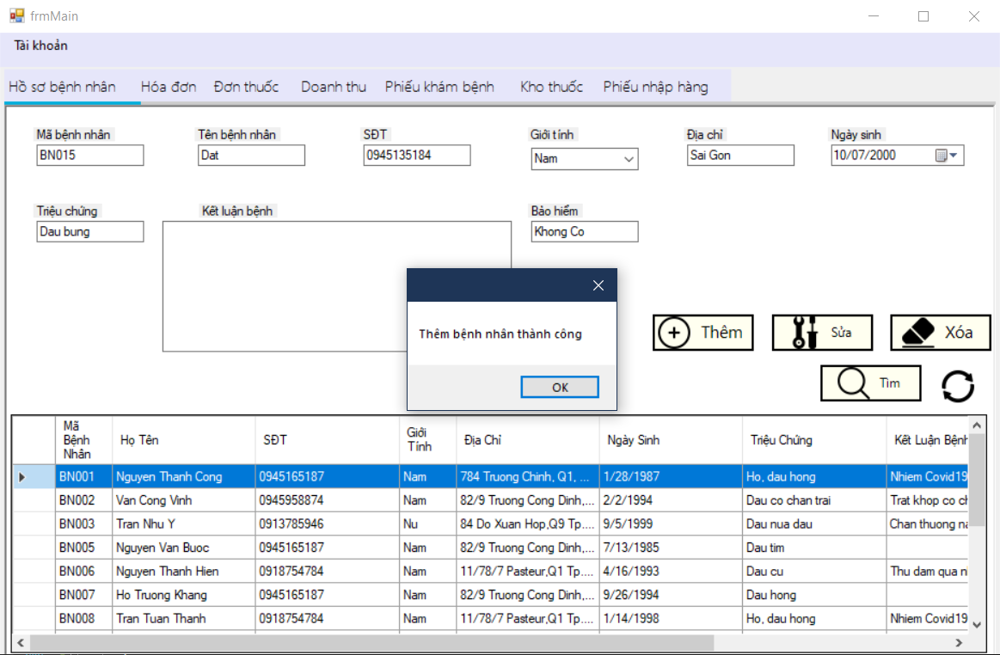 frmMain
Tài khoản
Hồ sơ bệnh nhân Hóa đơn Đơn thuốc Doanh thu Phiếu khám bệnh Kho thuốc Phiếu nhập hàng
Mã bệnh nhân Tên bệnh nhân SĐT Giới tính Địa chỉ Ngày sinh
BN015 Dat 0945135184 Nam Sai Gon 10/07/2000
Triệu chứng Kết luận bệnh Bảo hiểm
Dau bung Khong Co
Thêm bệnh nhân thành công
OK
Thêm Sửa Xóa
Tìm
Mã Bệnh Nhân Họ Tên SĐT Giới Tính Địa Chỉ Ngày Sinh Triệu Chứng Kết Luận Bệnh
BN001 Nguyen Thanh Cong 0945165187 Nam 784 Truong Chinh, Q1, ... 1/28/1987 Ho, dau hong Nhiem Covid19
BN002 Van Cong Vinh 0945958874 Nam 82/9 Truong Cong Dinh,... 2/2/1994 Dau co chan trai Trat khop co
BN003 Tran Nhu Y 0913785946 Nu 84 Do Xuan Hop,Q9 Tp.... 9/5/1999 Dau nua dau Chan thuong
BN005 Nguyen Van Buoc 0945165187 Nam 82/9 Truong Cong Dinh,... 7/13/1985 Dau tim
BN006 Nguyen Thanh Hien 0918754784 Nam 11/78/7 Pasteur,Q1 Tp.... 4/16/1993 Dau cu Thu dam qua
BN007 Ho Truong Khang 0945165187 Nam 82/9 Truong Cong Dinh,... 9/26/1994 Dau hong
BN008 Tran Tuan Thanh 0918754784 Nam 11/78/7 Pasteur,Q1 Tp.... 1/14/1998 Ho, dau hong Nhiem Covid19